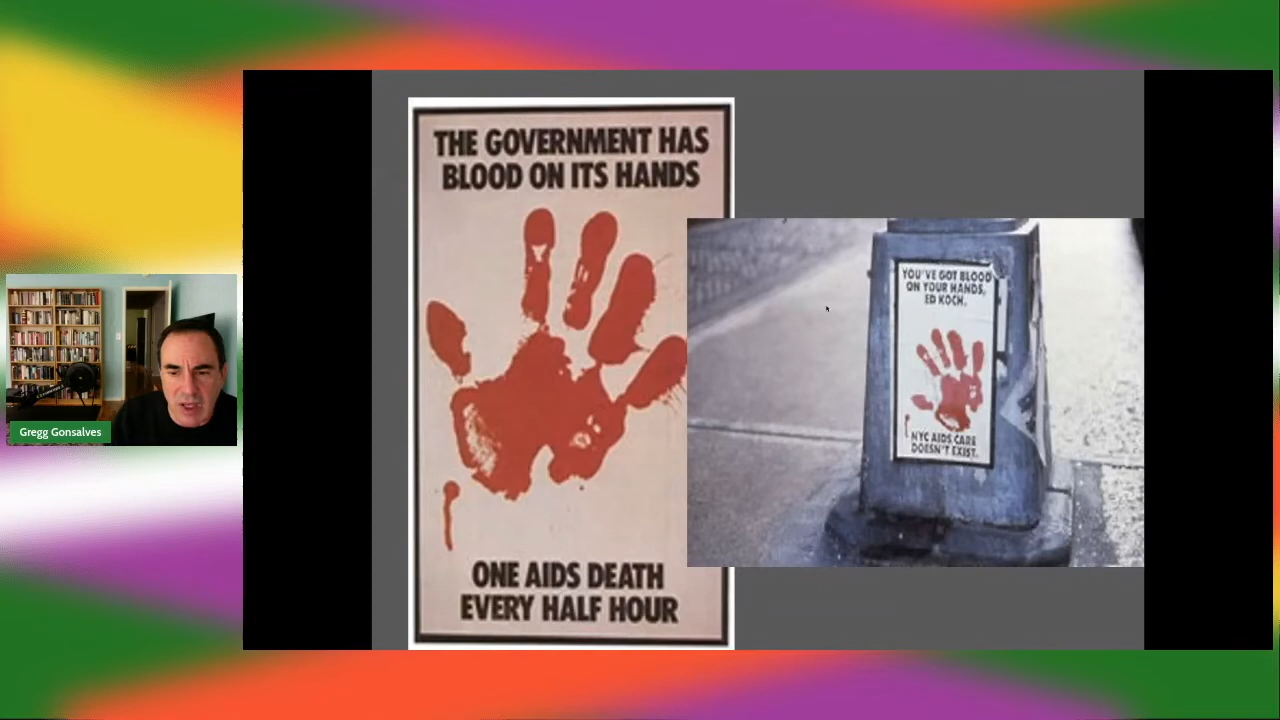 THE GOVERNMENT HAS
BLOOD ON ITS HANDS
ONE AIDS DEATH
EVERY HALF HOUR
YOU'VE GOT BLOOD
ON YOUR HANDS,
ED KOCH.
NYC AIDS CARE
DOESN'T EXIST.
Gregg Gonsalves